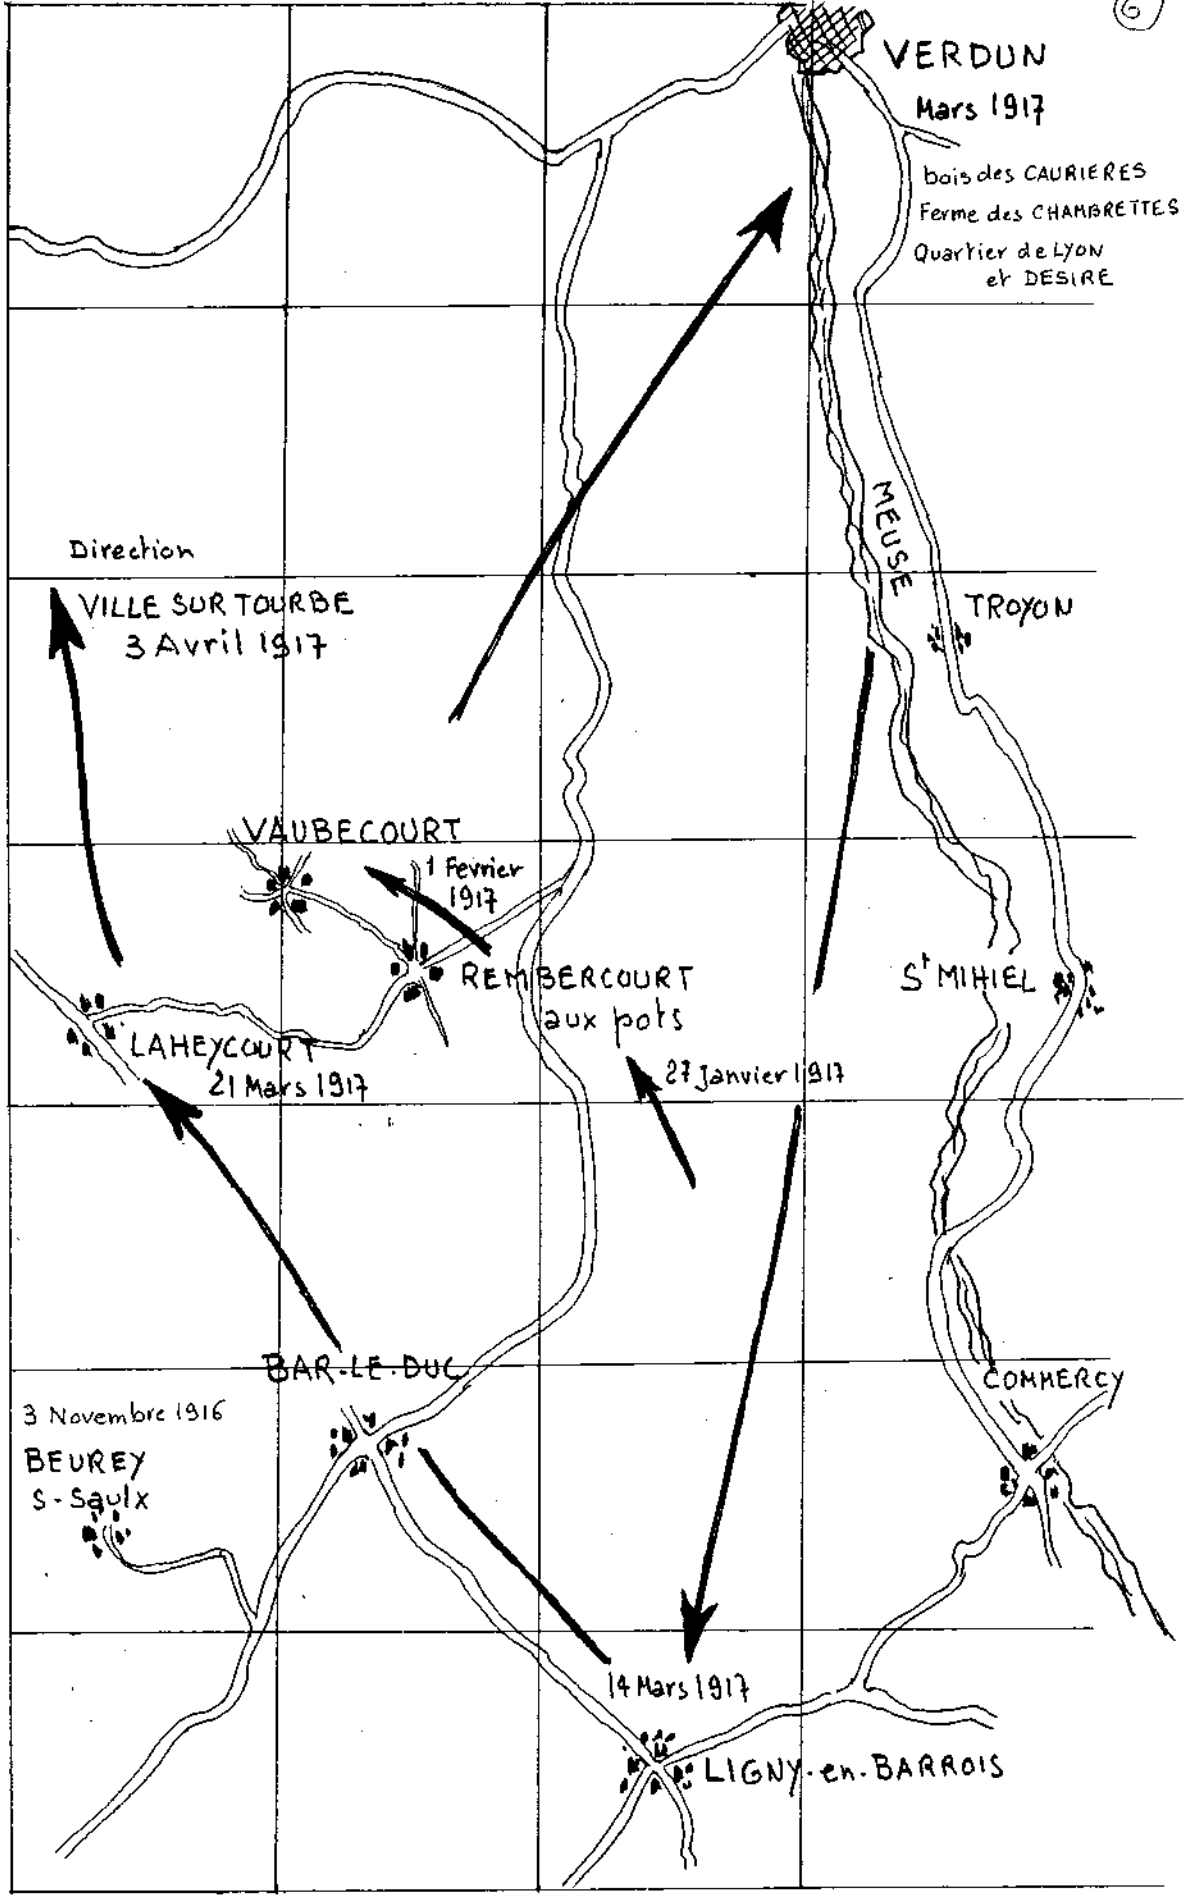 6
VERDUN
Mars 1917
bois des CAURIERES
Ferme des CHAMBRETTES
Quartier de LYON
et DESIRE
MEUSE
Direction
VILLE SUR TOURBE
3 Avril 1917
TROYON
VAUBECOURT
1 Fevrier
1917
REMBERCOURT
aux pots
St MIHIEL
LAHEYCOURT
21 Mars 1917
27 Janvier 1917
BAR-LE-DUC
COMMERCY
3 Novembre 1916
BEUREY
S-Saulx
14 Mars 1917
LIGNY-en-BARROIS